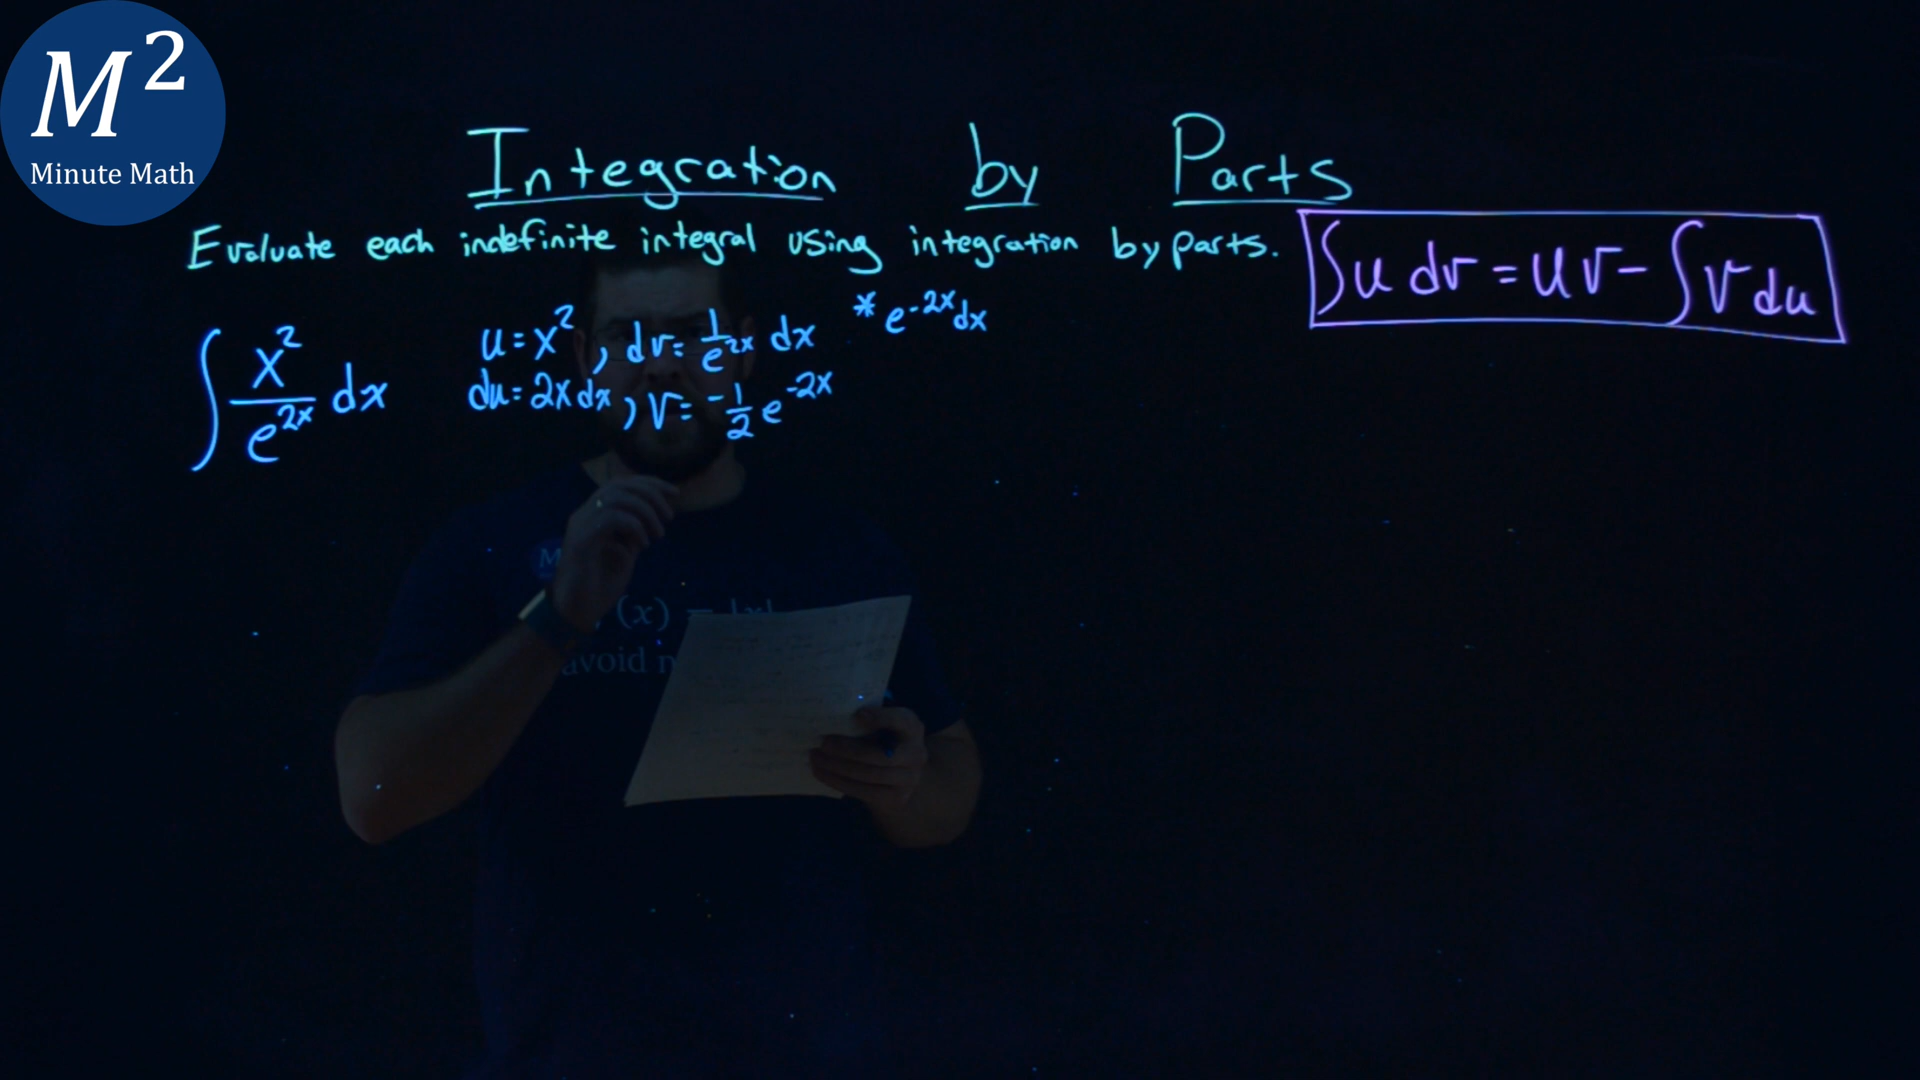 M²
Minute Math
Integration by Parts
Evaluate each indefinite integral using integration by parts.
∫u dv = uv − ∫v du
∫ x²/e^{2x} dx
u = x², dv = 1/e^{2x} dx * e^{-2x} dx
du = 2x dx, v = -1/2 e^{-2x}
M
(x) = |x|
avoid n